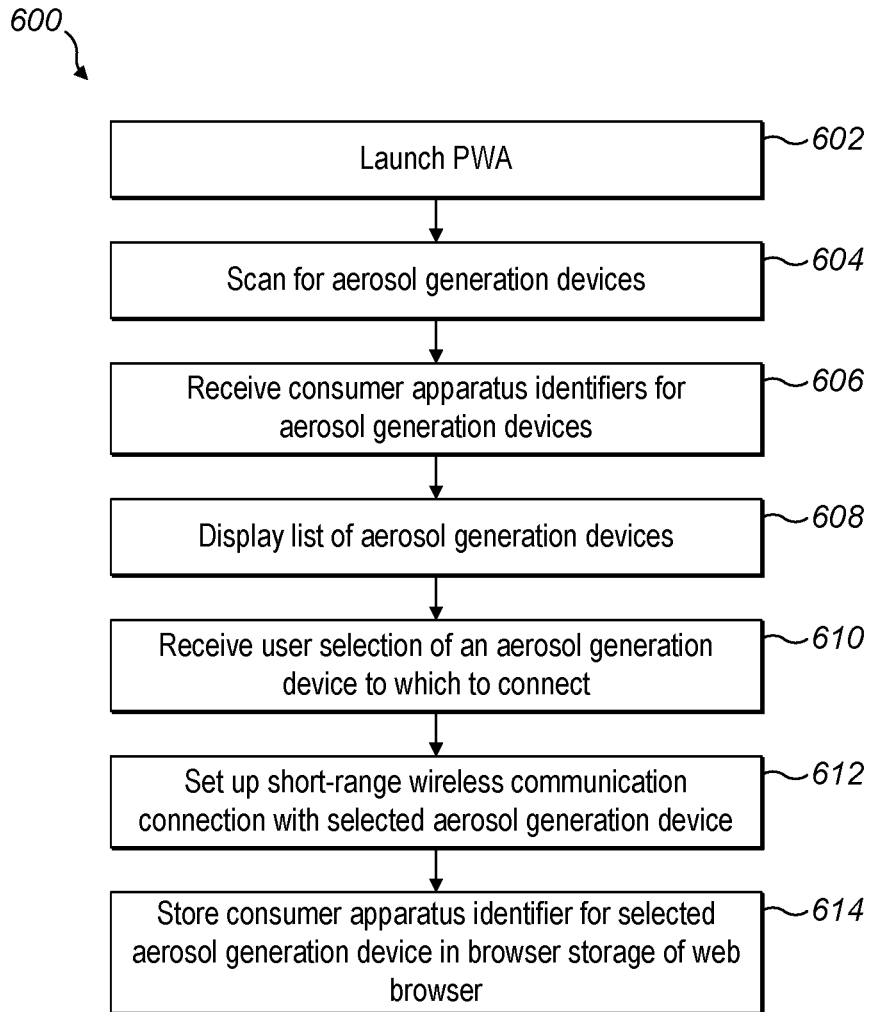 600
Launch PWA
602
Scan for aerosol generation devices
604
Receive consumer apparatus identifiers for
aerosol generation devices
606
Display list of aerosol generation devices
608
Receive user selection of an aerosol generation
device to which to connect
610
Set up short-range wireless communication
connection with selected aerosol generation device
612
Store consumer apparatus identifier for selected
aerosol generation device in browser storage of web
browser
614